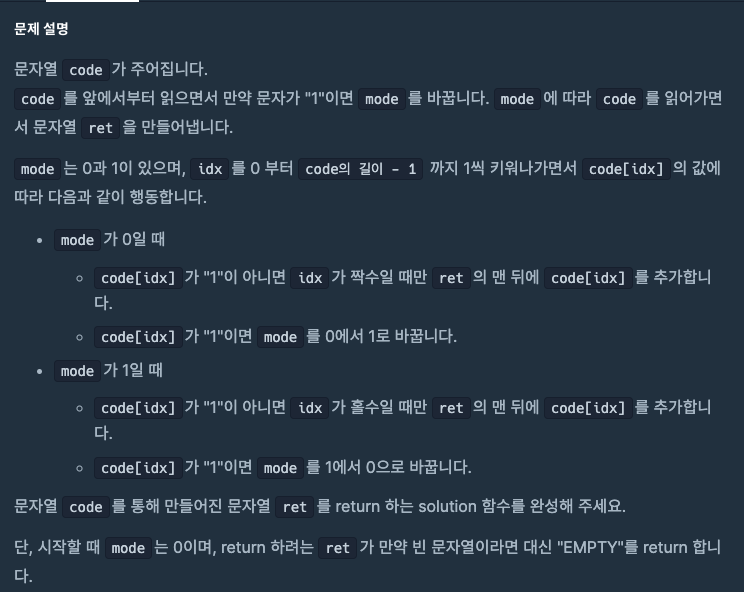 문제 설명
문자열 code 가 주어집니다.
code 를 앞에서부터 읽으면서 만약 문자가 "1"이면 mode 를 바꿉니다. mode 에 따라 code 를 읽어가면
서 문자열 ret 을 만들어냅니다.
mode 는 0과 1이 있으며, idx 를 0 부터 code의 길이 - 1 까지 1씩 키워나가면서 code[idx] 의 값에
따라 다음과 같이 행동합니다.
• mode 가 0일 때
◦ code[idx] 가 "1"이 아니면 idx 가 짝수일 때만 ret 의 맨 뒤에 code[idx] 를 추가합니
다.
◦ code[idx] 가 "1"이면 mode 를 0에서 1로 바꿉니다.
• mode 가 1일 때
◦ code[idx] 가 "1"이 아니면 idx 가 홀수일 때만 ret 의 맨 뒤에 code[idx] 를 추가합니
다.
◦ code[idx] 가 "1"이면 mode 를 1에서 0으로 바꿉니다.
문자열 code 를 통해 만들어진 문자열 ret 를 return 하는 solution 함수를 완성해 주세요.
단, 시작할 때 mode 는 0이며, return 하려는 ret 가 만약 빈 문자열이라면 대신 "EMPTY"를 return 합니
다.